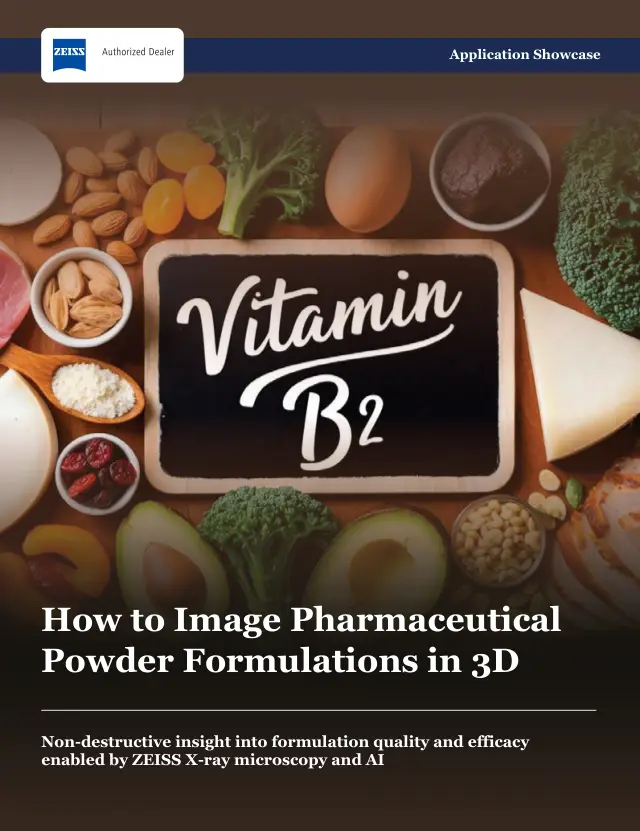 ZEISS
Authorized Dealer
Application Showcase
Vitamin
B2
How to Image Pharmaceutical
Powder Formulations in 3D
Non-destructive insight into formulation quality and efficacy
enabled by ZEISS X-ray microscopy and AI